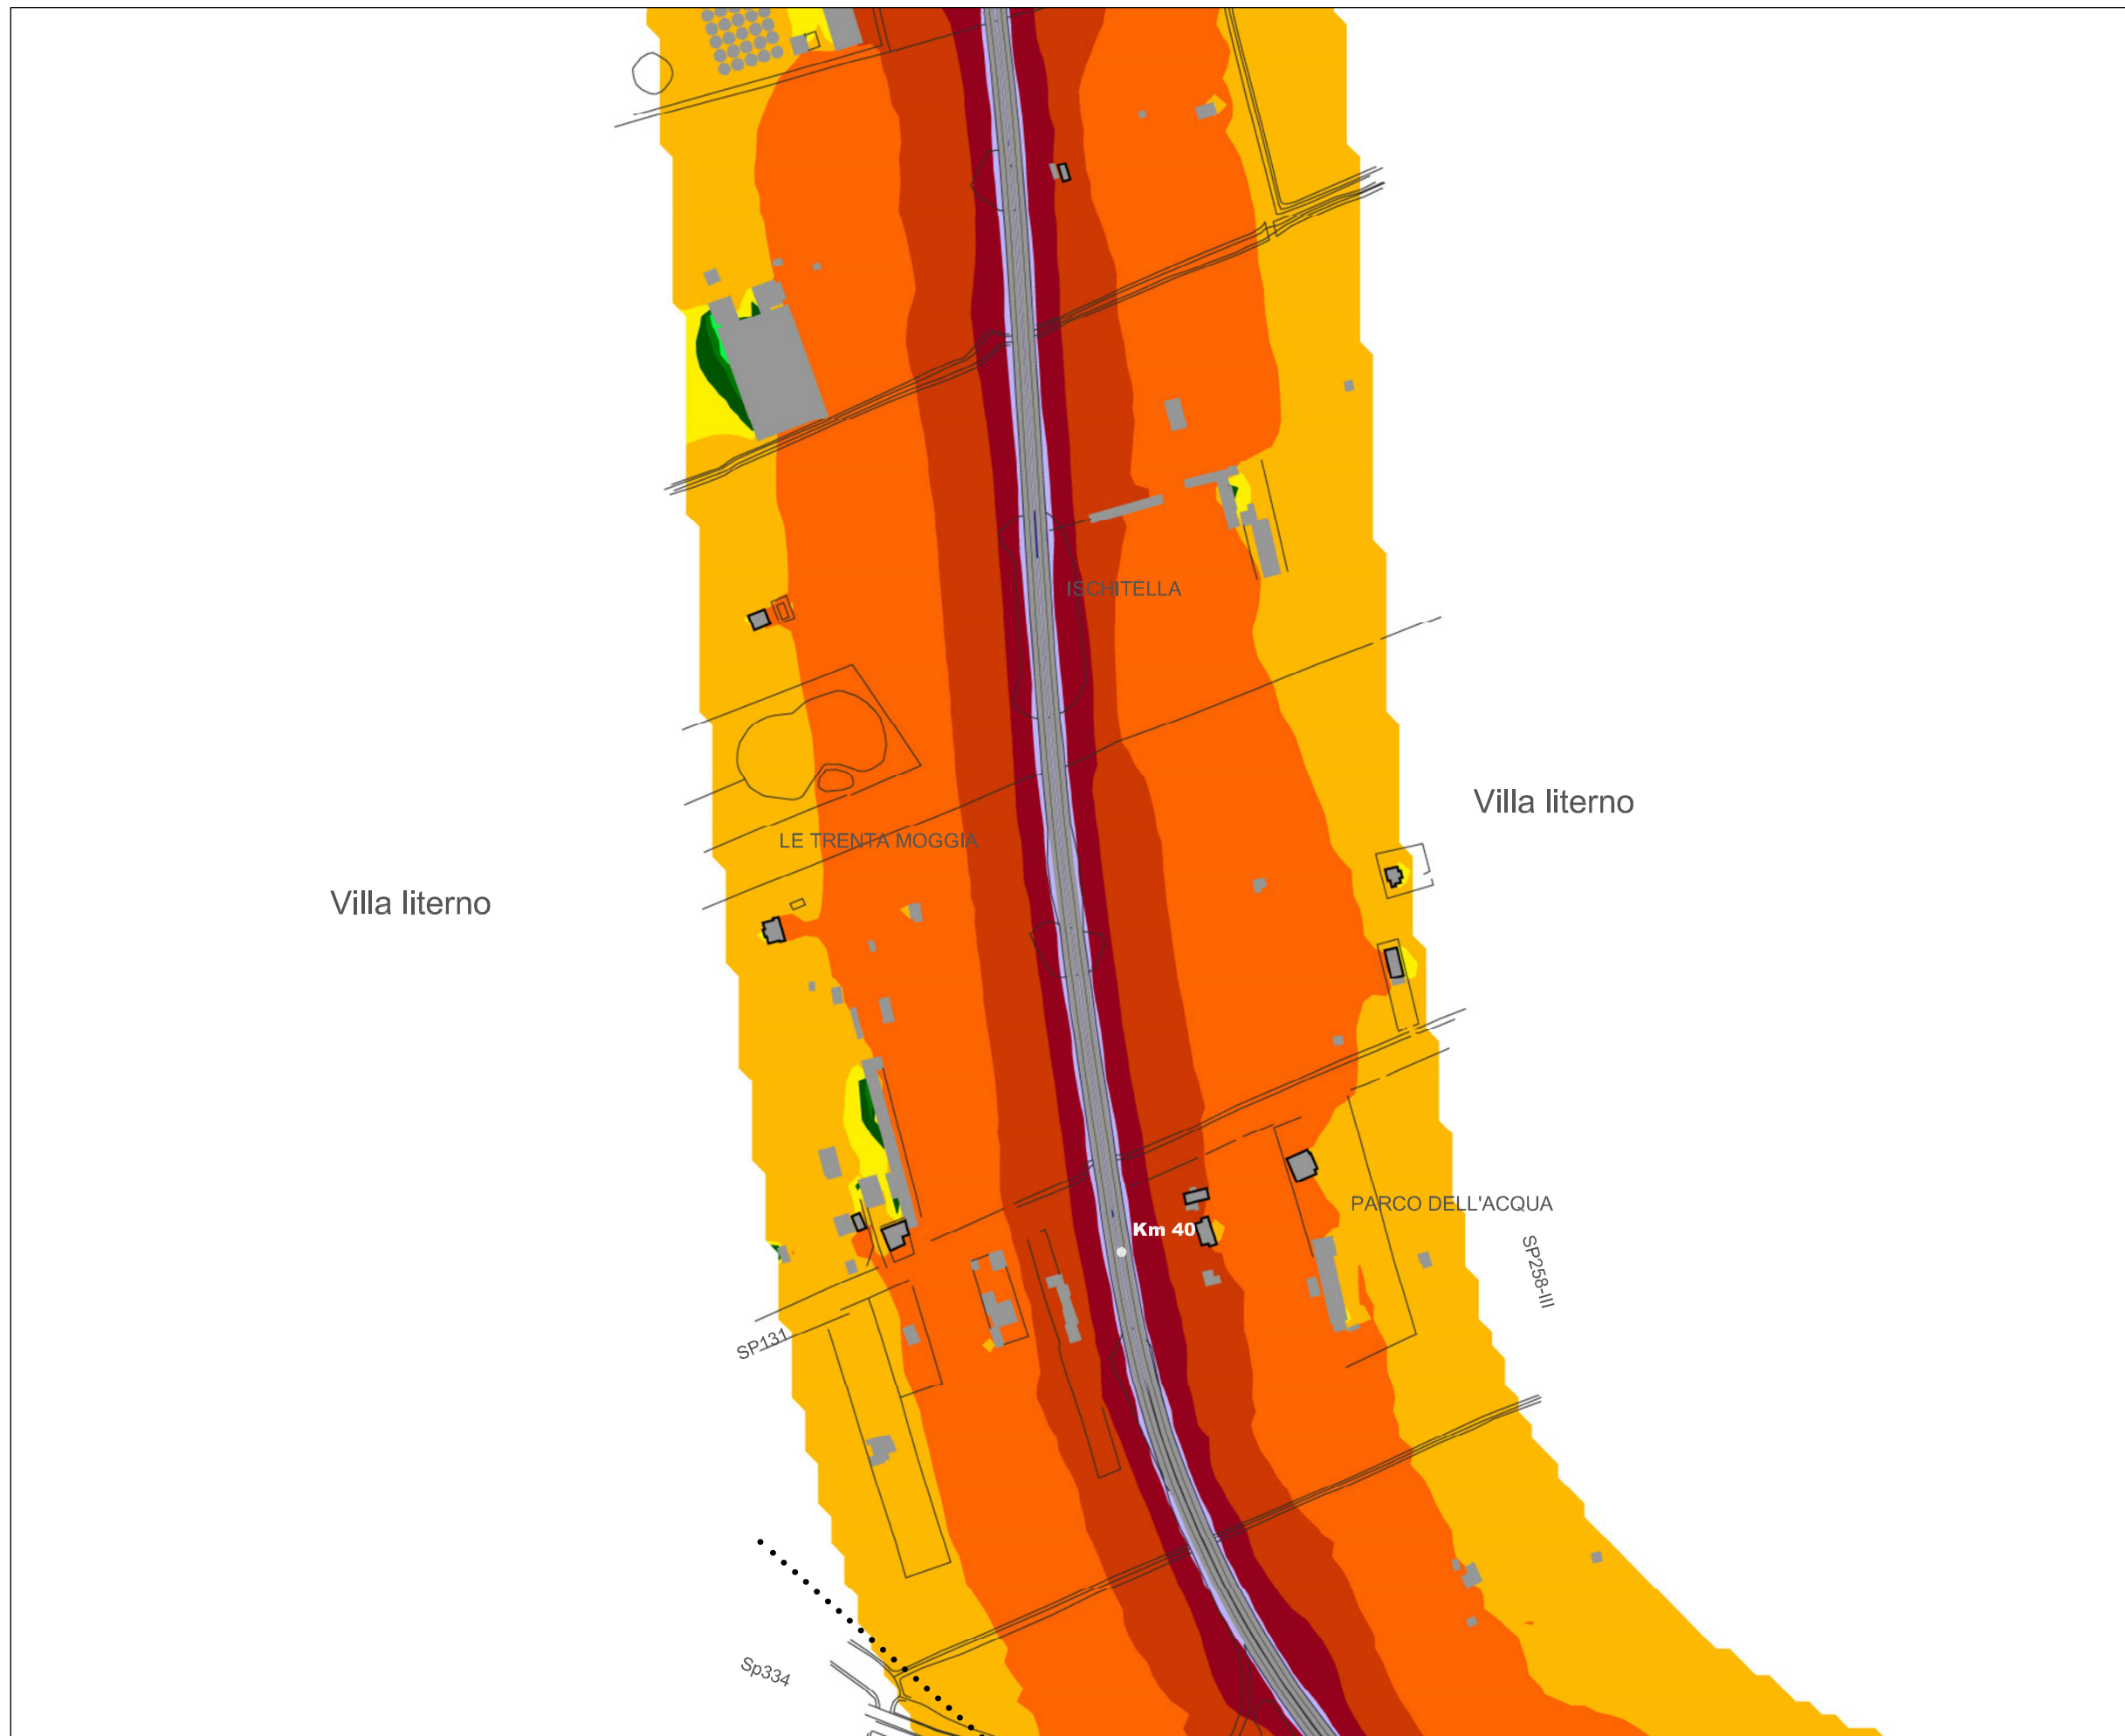 ISCHITELLA
Villa literno
LE TRENTA MOGGIA
Villa literno
PARCO DELL'ACQUA
Km 40
SP258-III
SP131
Sp334